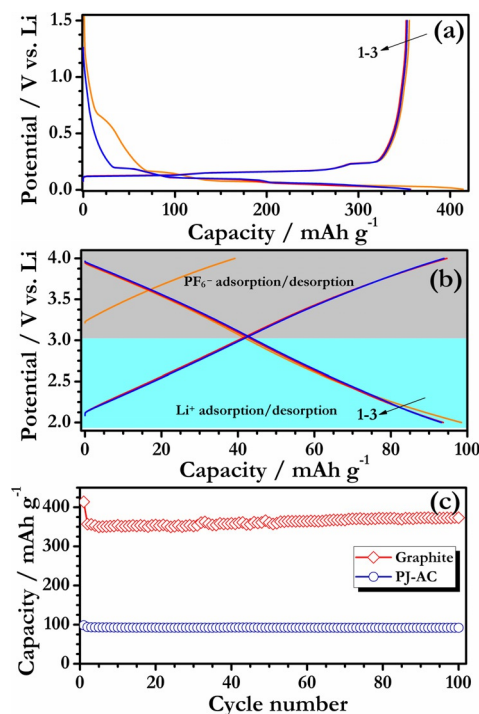 (a)
1-3
Potential / V vs. Li
1.5
1.0
0.5
0.0
0 100 200 300 400
Capacity / mAh g⁻¹
(b)
PF₆⁻ adsorption/desorption
Li⁺ adsorption/desorption
1-3
Potential / V vs. Li
4.0
3.5
3.0
2.5
2.0
0 20 40 60 80 100
Capacity / mAh g⁻¹
(c)
Graphite
PJ-AC
Capacity / mAh g⁻¹
400
300
200
100
0
0 20 40 60 80 100
Cycle number